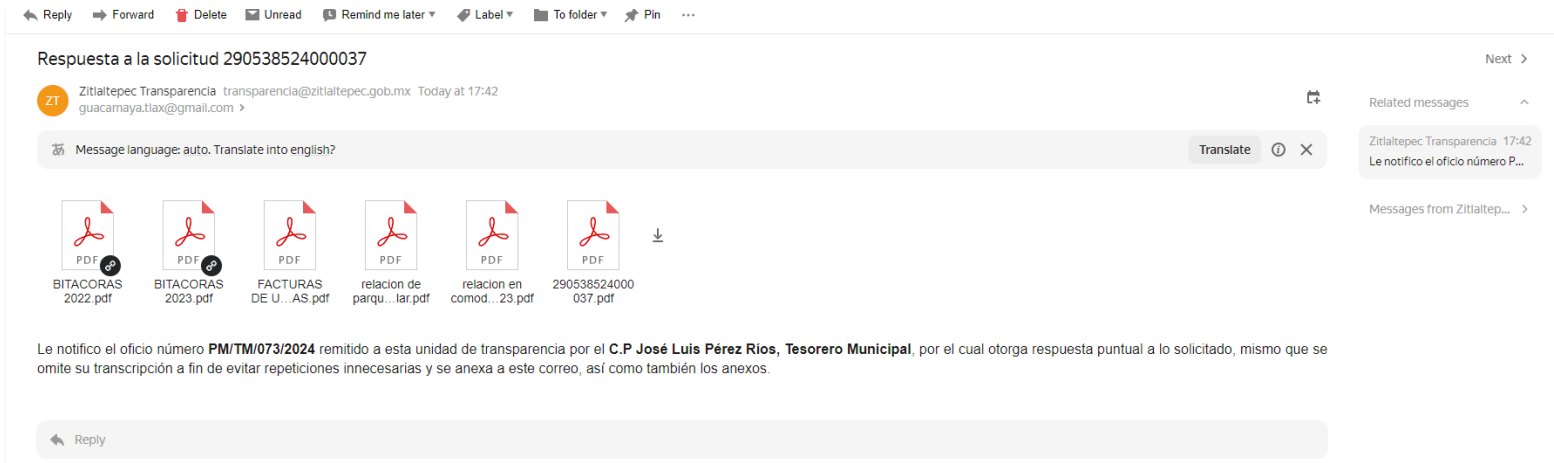 Reply Forward Delete Unread Remind me later Label To folder Pin ...
Respuesta a la solicitud 290538524000037
Next
ZT
Zitlaltepec Transparencia transparencia@zitlaltepec.gob.mx Today at 17:42
guacamaya.tlax@gmail.com
Related messages
Message language: auto. Translate into english?
Translate
Zitlaltepec Transparencia 17:42
Le notifico el oficio número P...
Messages from Zitlaltep...
PDF PDF PDF PDF PDF PDF
BITACORAS 
2022.pdf
BITACORAS
2023.pdf
FACTURAS
DE U...AS.pdf
relacion de
parqu...lar.pdf
relacion en
comod...23.pdf
290538524000
037.pdf
Le notifico el oficio número PM/TM/073/2024 remitido a esta unidad de transparencia por el C.P José Luis Pérez Ríos, Tesorero Municipal, por el cual otorga respuesta puntual a lo solicitado, mismo que se
omite su transcripción a fin de evitar repeticiones innecesarias y se anexa a este correo, así como también los anexos.
Reply